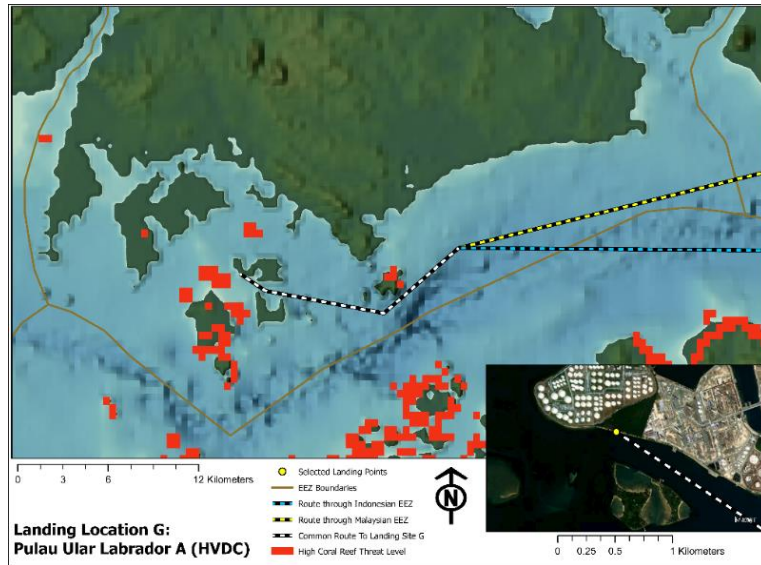 0
3
6
12 Kilometers
Selected Landing Points
EEZ Boundaries
Route through Indonesian EEZ
Route through Malaysian EEZ
Common Route To Landing Site G
High Coral Reef Threat Level
N
Landing Location G:
Pulau Ular Labrador A (HVDC)
0 0.25 0.5 1 Kilometers